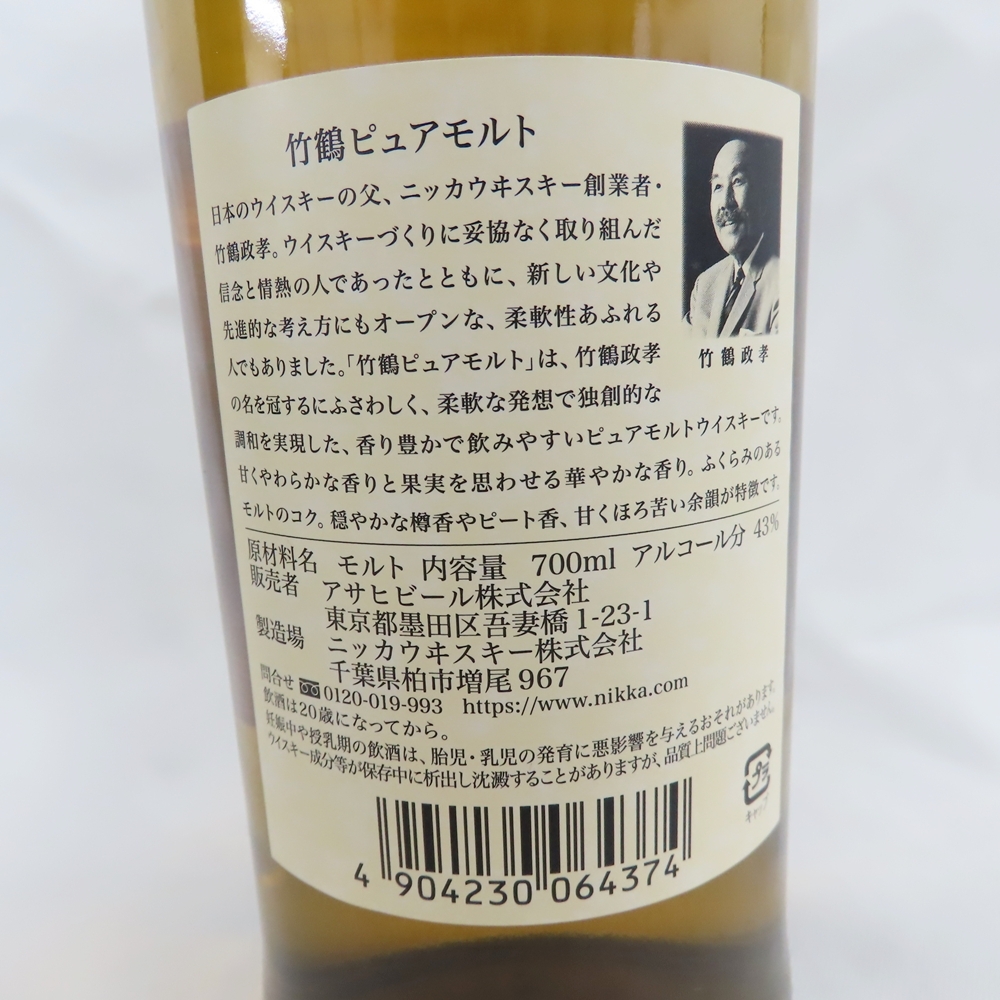 竹鶴ピュアモルト
日本のウイスキーの父、ニッカウヰスキー創業者・
竹鶴政孝。ウイスキーづくりに妥協なく取り組んだ
信念と情熱の人であったとともに、新しい文化や
先進的な考え方にもオープンな、柔軟性あふれる
人でもありました。「竹鶴ピュアモルト」は、竹鶴政孝
の名を冠するにふさわしく、柔軟な発想で独創的な
調和を実現した、香り豊かで飲みやすいピュアモルトウイスキーです。
甘くやわらかな香りと果実を思わせる華やかな香り。ふくらみのある
モルトのコク。穏やかな樽香やピート香、甘くほろ苦い余韻が特徴です。
竹鶴政孝
原材料名 モルト 内容量 700ml アルコール分 43%
販売者 アサヒビール株式会社
東京都墨田区吾妻橋1-23-1
製造場 ニッカウヰスキー株式会社
千葉県柏市増尾967
問合せ 0120-019-993 https://www.nikka.com
飲酒は20歳になってから。
妊娠中や授乳期の飲酒は、胎児・乳児の発育に悪影響を与えるおそれがあります。
ウイスキー成分等が保存中に析出し沈澱することがありますが、品質上問題ございません。
プラ
キャップ
4 904230 064374